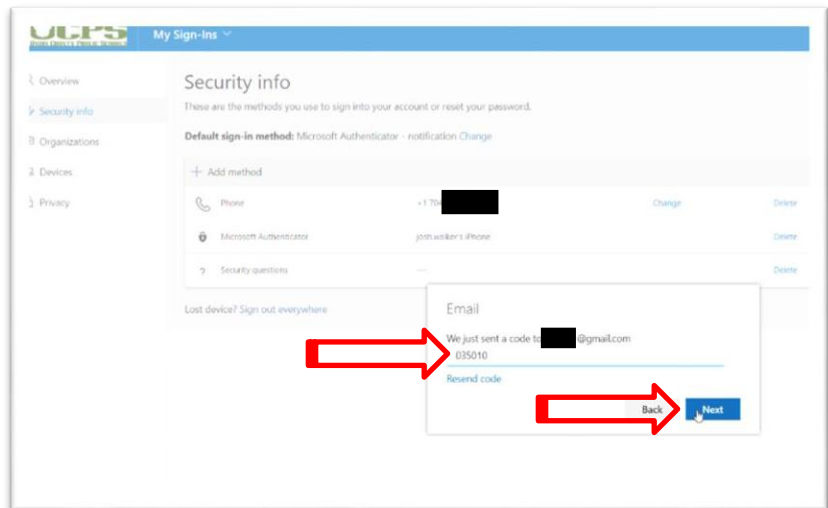 UCPS
My Sign-Ins
Overview
Security info
Organizations
Devices
Privacy
Security info
These are the methods you use to sign into your account or reset your password.
Default sign-in method: Microsoft Authenticator - notification Change
Add method
Phone +1 704 Change Delete
Microsoft Authenticator josh.walker's iPhone Delete
Security questions Delete
Lost device? Sign out everywhere
Email
We just sent a code to @gmail.com
035010
Resend code
Back Next